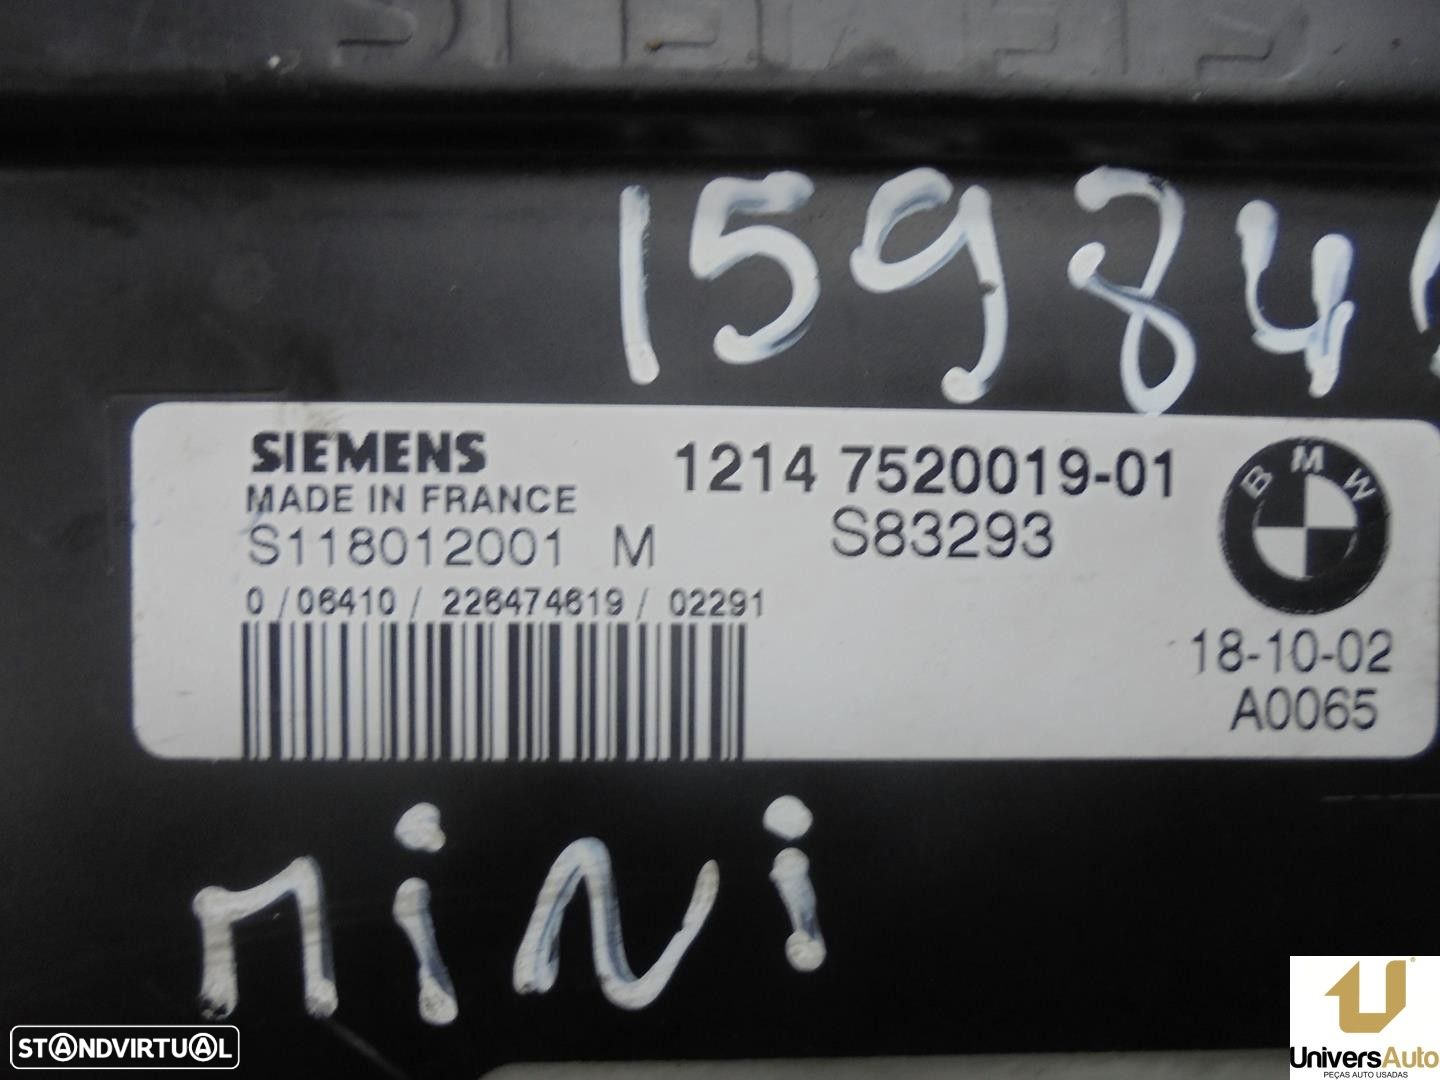 SIEMENS
15984
SIEMENS
MADE IN FRANCE
S118012001 M
1214 7520019-01
S83293
BMW
0/06410/226474619/02291
18-10-02
A0065
mini
STANDVIRTUAL
UniversAuto
PEÇAS AUTO USADAS